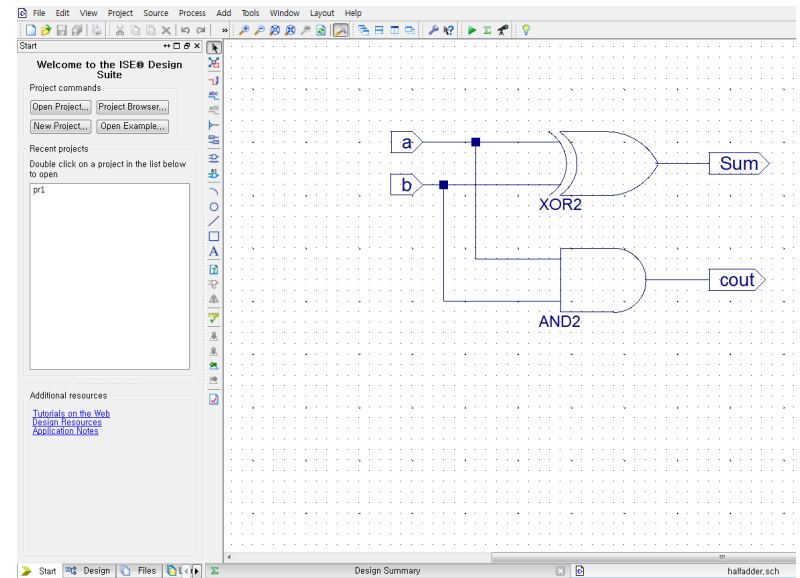 File Edit View Project Source Process Add Tools Window Layout Help
Start
Welcome to the ISE® Design
Suite
Project commands
Open Project...
Project Browser...
New Project...
Open Example...
Recent projects
Double click on a project in the list below
to open
pr1
Additional resources
Tutorials on the Web
Design Resources
Application Notes
a
b
XOR2
Sum
AND2
cout
Start
Design
Files
Design Summary
halfadder.sch